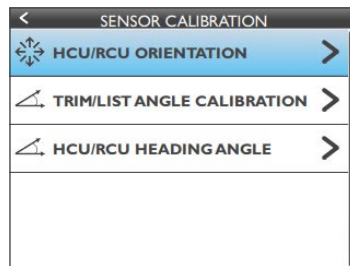 SENSOR CALIBRATION
HCU/RCU ORIENTATION
TRIM/LIST ANGLE CALIBRATION
HCU/RCU HEADING ANGLE